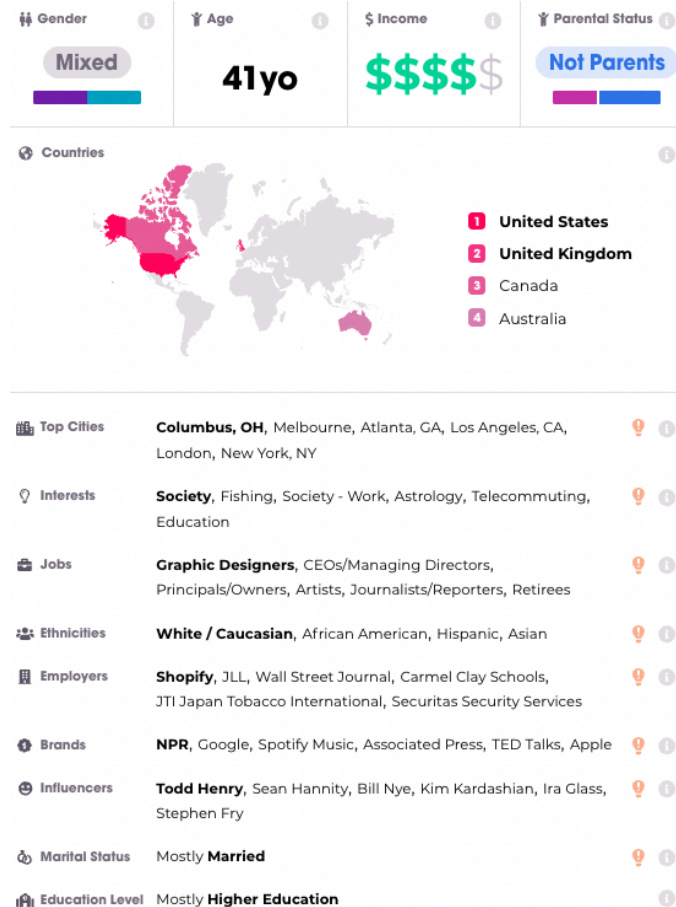 Gender
Mixed
Age
41yo
$ Income
$$$$$
Parental Status
Not Parents
Countries
1 United States
2 United Kingdom
3 Canada
4 Australia
Top Cities
Columbus, OH, Melbourne, Atlanta, GA, Los Angeles, CA,
London, New York, NY
Interests
Society, Fishing, Society - Work, Astrology, Telecommuting,
Education
Jobs
Graphic Designers, CEOs/Managing Directors,
Principals/Owners, Artists, Journalists/Reporters, Retirees
Ethnicities
White / Caucasian, African American, Hispanic, Asian
Employers
Shopify, JLL, Wall Street Journal, Carmel Clay Schools,
JTI Japan Tobacco International, Securitas Security Services
Brands
NPR, Google, Spotify Music, Associated Press, TED Talks, Apple
Influencers
Todd Henry, Sean Hannity, Bill Nye, Kim Kardashian, Ira Glass,
Stephen Fry
Marital Status
Mostly Married
Education Level
Mostly Higher Education